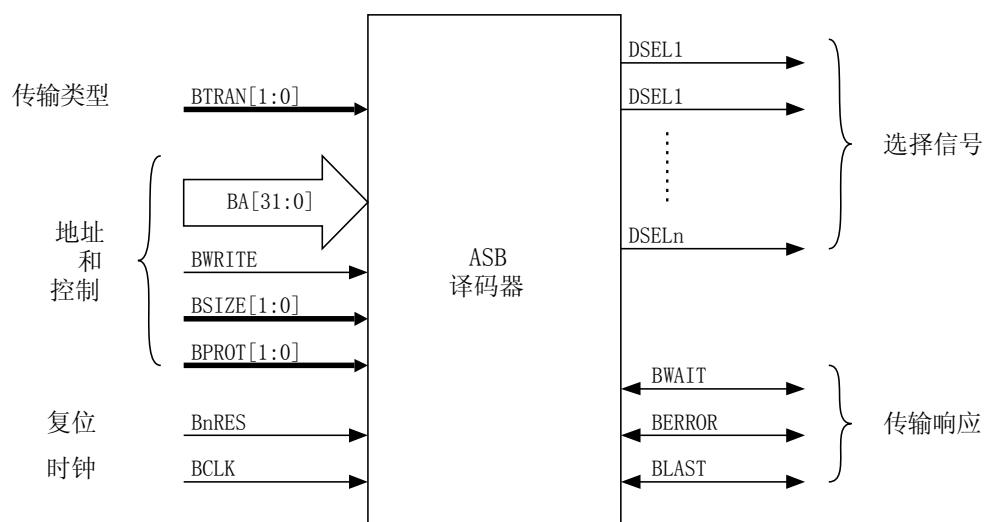 传输类型
BTRAN[1:0]
地址
和
控制
BA[31:0]
BWRITE
BSIZE[1:0]
BPROT[1:0]
复位
BnRES
时钟
BCLK
ASB
译码器
DSEL1
DSEL1
DSELn
选择信号
BWAIT
BERROR
BLAST
传输响应